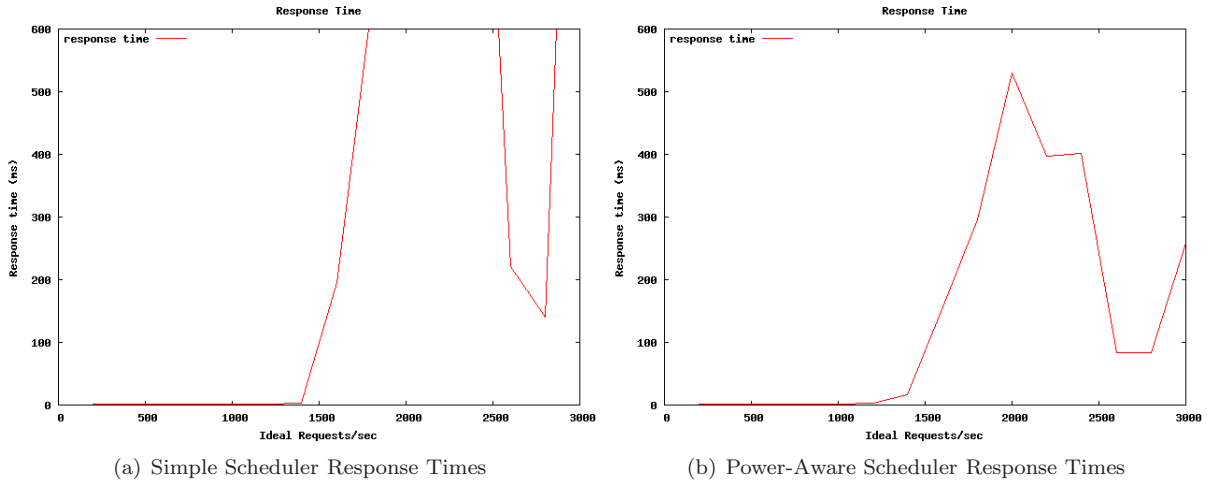 Response Time
600
response time
500
400
300
200
100
0
Response time (ms)
0 500 1000 1500 2000 2500 3000
Ideal Requests/sec
(a) Simple Scheduler Response Times
Response Time
600
response time
500
400
300
200
100
0
Response time (ms)
0 500 1000 1500 2000 2500 3000
Ideal Requests/sec
(b) Power-Aware Scheduler Response Times